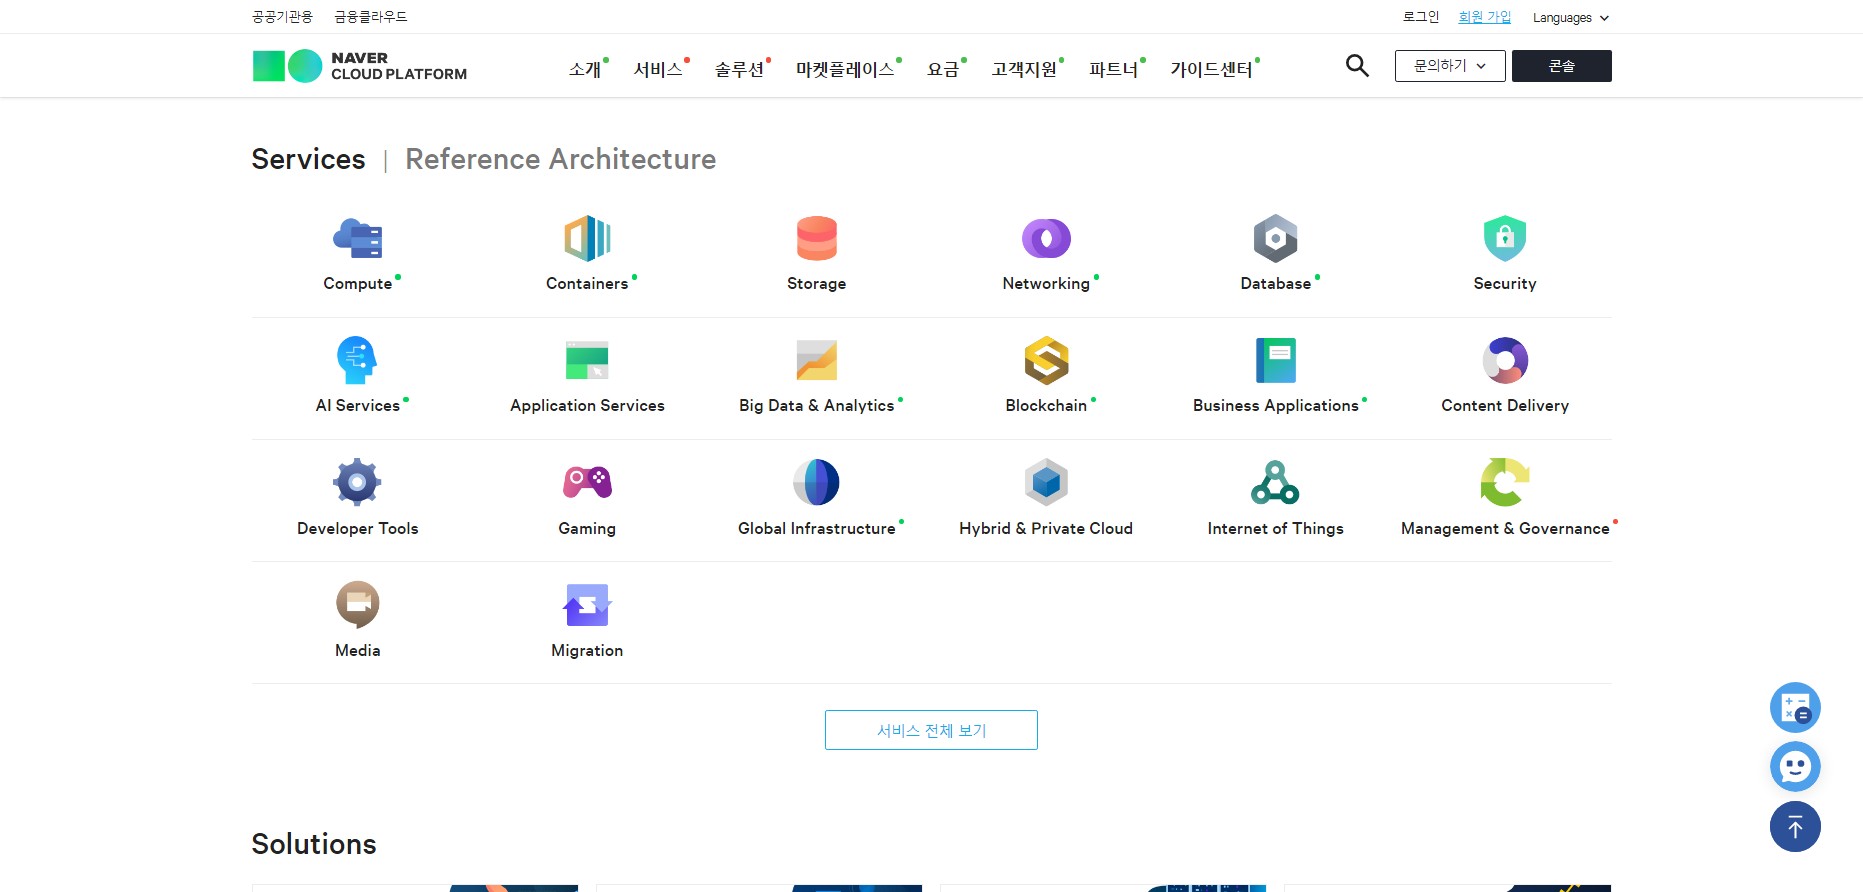 공공기관용 금융클라우드 로그인 회원 가입 Languages
NAVER
CLOUD PLATFORM
소개 서비스 솔루션 마켓플레이스 요금 고객지원 파트너 가이드센터 문의하기 콘솔
Services | Reference Architecture
Compute Containers Storage Networking Database Security
AI Services Application Services Big Data & Analytics Blockchain Business Applications Content Delivery
Developer Tools Gaming Global Infrastructure Hybrid & Private Cloud Internet of Things Management & Governance
Media Migration
서비스 전체 보기
Solutions